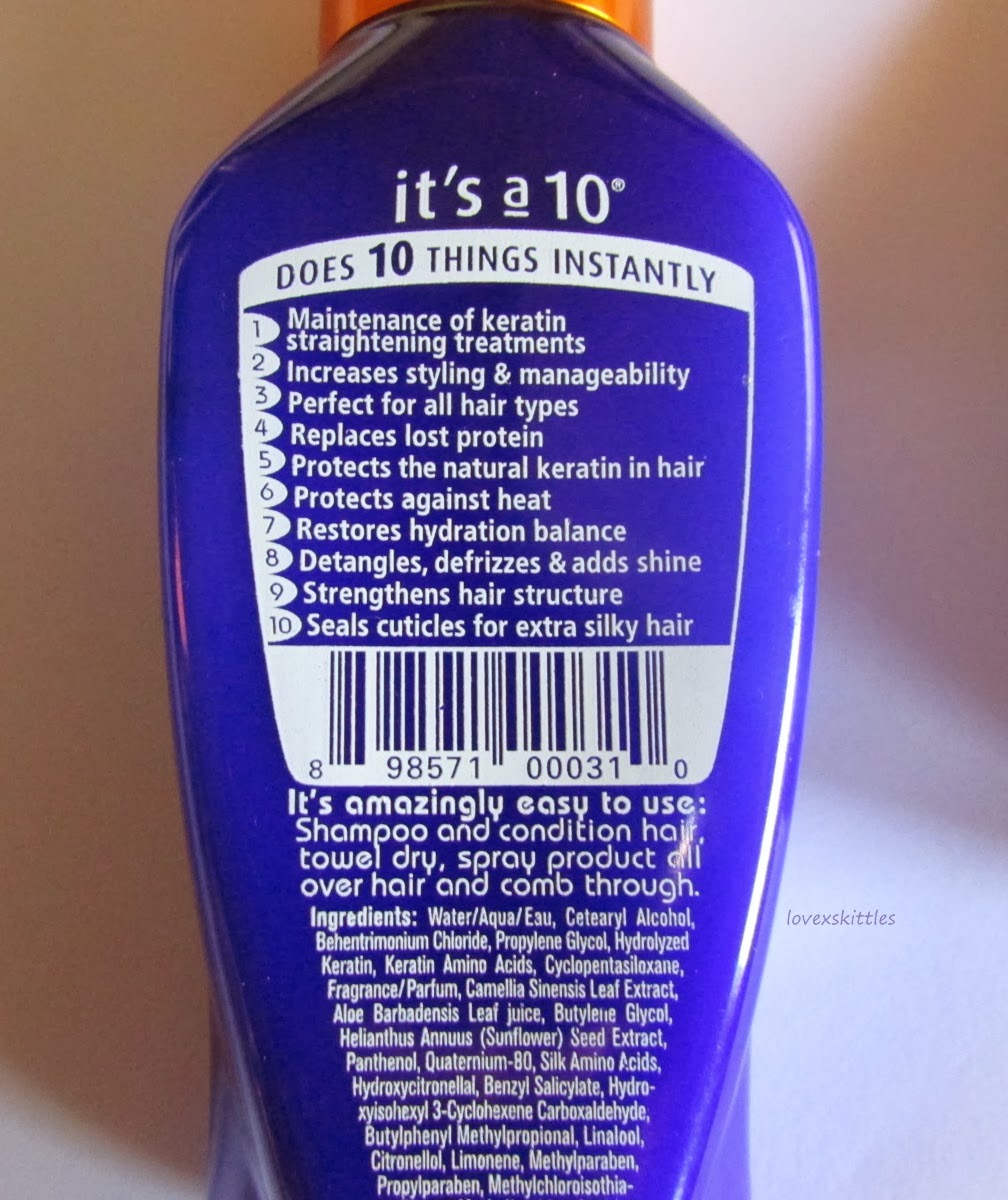 it's a 10®
DOES 10 THINGS INSTANTLY
1 Maintenance of keratin
straightening treatments
2 Increases styling & manageability
3 Perfect for all hair types
4 Replaces lost protein
5 Protects the natural keratin in hair
6 Protects against heat
7 Restores hydration balance
8 Detangles, defrizzes & adds shine
9 Strengthens hair structure
10 Seals cuticles for extra silky hair
8 98571 00031 0
It's amazingly easy to use:
Shampoo and condition hair,
towel dry, spray product all
over hair and comb through.
lovexskittles
Ingredients: Water/Aqua/Eau, Cetearyl Alcohol,
Behentrimonium Chloride, Propylene Glycol, Hydrolyzed
Keratin, Keratin Amino Acids, Cyclopentasiloxane,
Fragrance/Parfum, Camellia Sinensis Leaf Extract,
Aloe Barbadensis Leaf juice, Butylene Glycol,
Helianthus Annuus (Sunflower) Seed Extract,
Panthenol, Quaternium-80, Silk Amino Acids,
Hydroxycitronellal, Benzyl Salicylate, Hydro-
xyisohexyl 3-Cyclohexene Carboxaldehyde,
Butylphenyl Methylpropional, Linalool,
Citronellol, Limonene, Methylparaben,
Propylparaben, Methylchloroisothia-